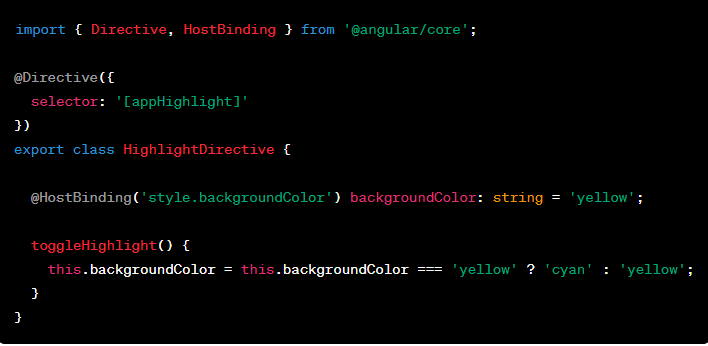 import { Directive, HostBinding } from '@angular/core';
@Directive({
  selector: '[appHighlight]'
})
export class HighlightDirective {
  @HostBinding('style.backgroundColor') backgroundColor: string = 'yellow';
  toggleHighlight() {
    this.backgroundColor = this.backgroundColor === 'yellow' ? 'cyan' : 'yellow';
  }
}